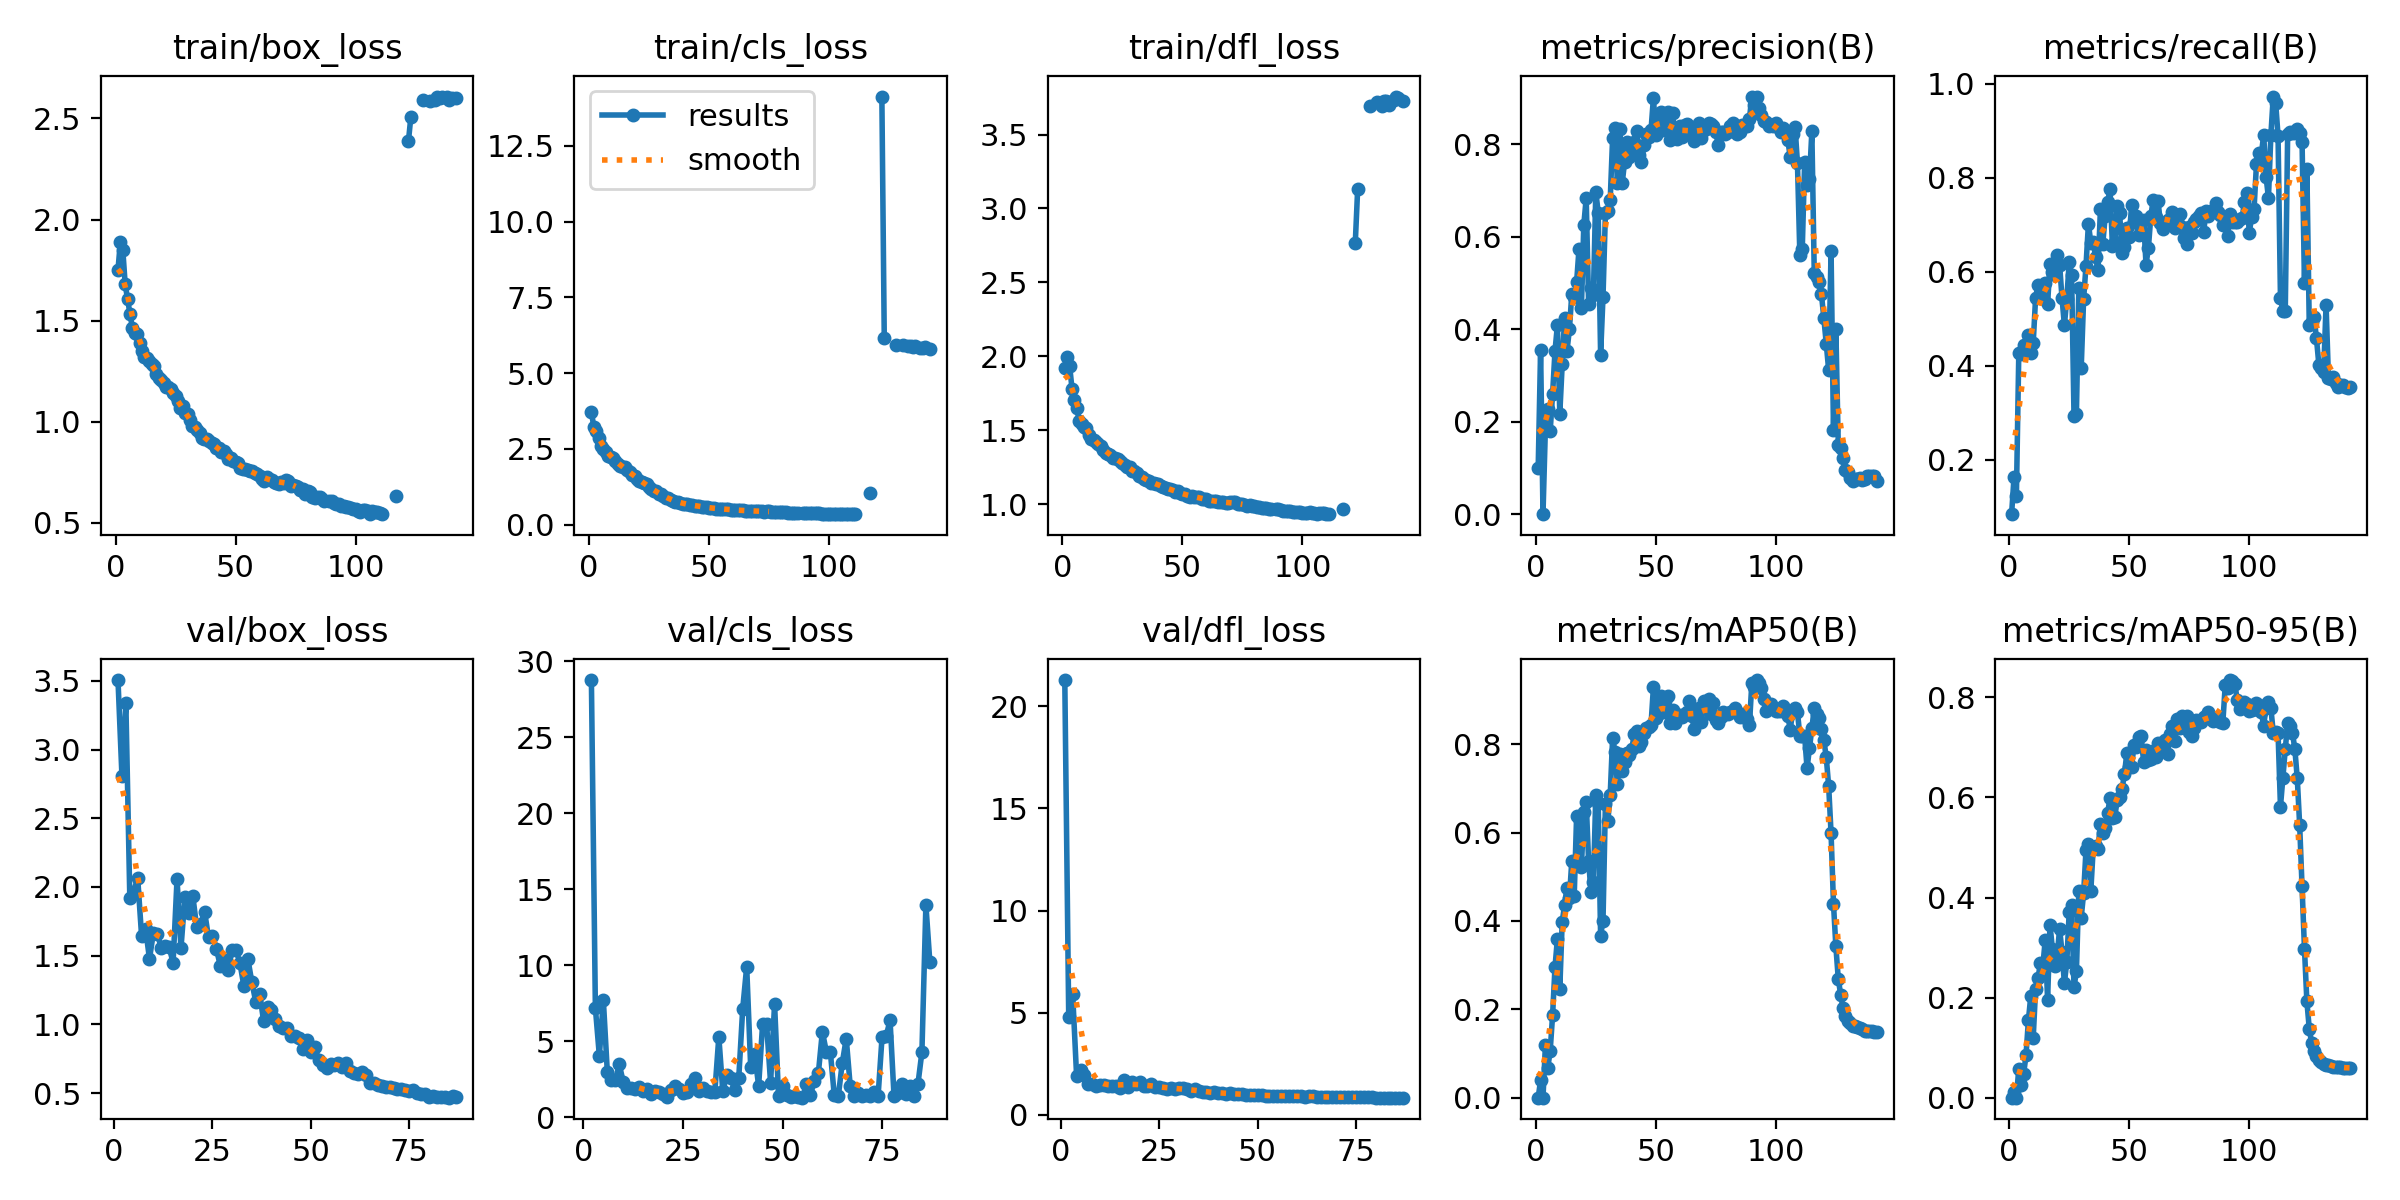 train/box_loss
2.5
2.0
1.5
1.0
0.5
0 50 100
train/cls_loss
results
smooth
12.5
10.0
7.5
5.0
2.5
0.0
0 50 100
train/dfl_loss
3.5
3.0
2.5
2.0
1.5
1.0
0 50 100
metrics/precision(B)
0.8
0.6
0.4
0.2
0.0
0 50 100
metrics/recall(B)
1.0
0.8
0.6
0.4
0.2
0 50 100
val/box_loss
3.5
3.0
2.5
2.0
1.5
1.0
0.5
0 25 50 75
val/cls_loss
30
25
20
15
10
5
0
0 25 50 75
val/dfl_loss
20
15
10
5
0
0 25 50 75
metrics/mAP50(B)
0.8
0.6
0.4
0.2
0.0
0 50 100
metrics/mAP50-95(B)
0.8
0.6
0.4
0.2
0.0
0 50 100